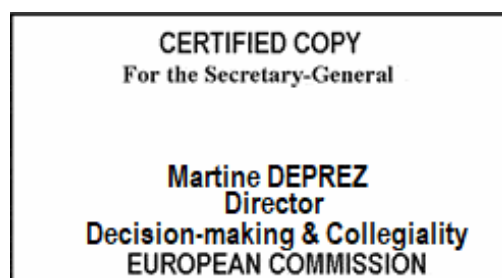 CERTIFIED COPY
For the Secretary-General
Martine DEPREZ
Director
Decision-making & Collegiality
EUROPEAN COMMISSION